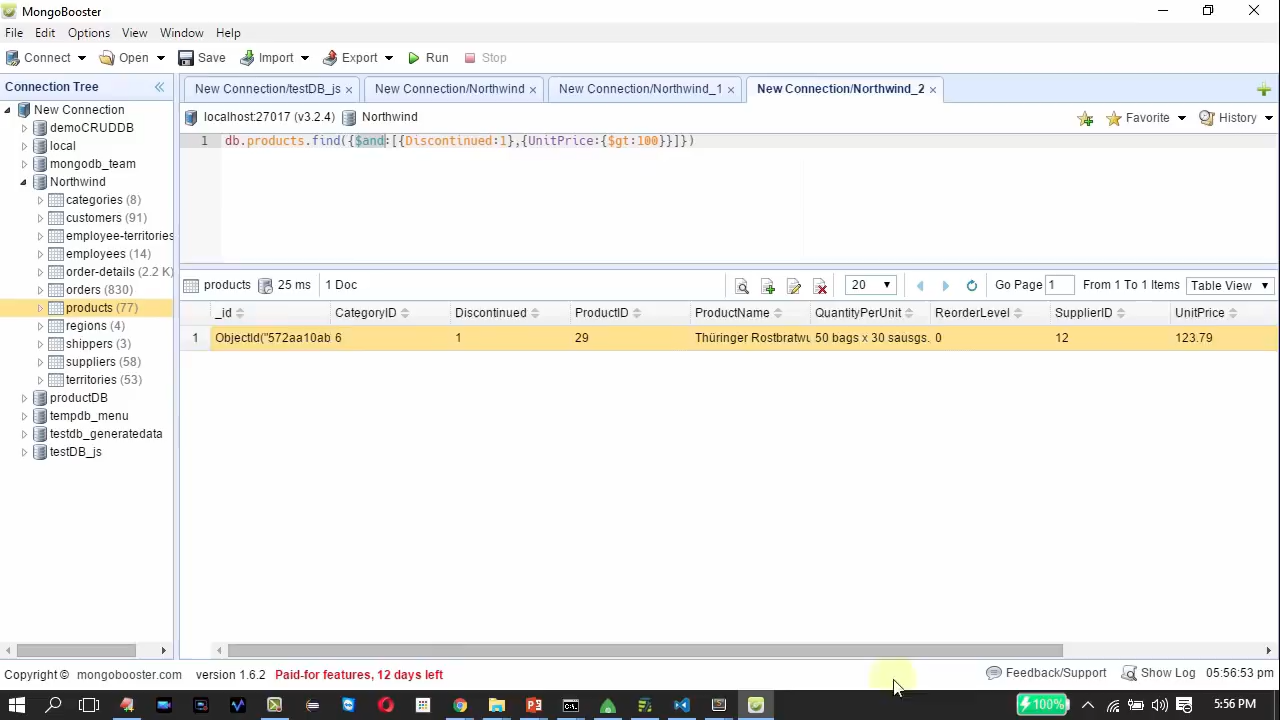 MongoBooster
File Edit Options View Window Help
Connect Open Save Import Export Run Stop
Connection Tree
New Connection
demoCRUDDB
local
mongodb_team
Northwind
categories (8)
customers (91)
employee-territories
employees (14)
order-details (2.2 K)
orders (830)
products (77)
regions (4)
shippers (3)
suppliers (58)
territories (53)
productDB
tempdb_menu
testdb_generatedata
testDB_js
New Connection/testDB_js × New Connection/Northwind × New Connection/Northwind_1 × New Connection/Northwind_2 ×
localhost:27017 (v3.2.4) Northwind Favorite History
1 db.products.find({$and:[{Discontinued:1},{UnitPrice:{$gt:100}}]})
products 25 ms 1 Doc 20 Go Page 1 From 1 To 1 Items Table View
_id CategoryID Discontinued ProductID ProductName QuantityPerUnit ReorderLevel SupplierID UnitPrice
1 ObjectId("572aa10ab 6 1 29 Thüringer Rostbratwu 50 bags x 30 sausgs. 0 12 123.79
Copyright © mongobooster.com version 1.6.2 Paid-for features, 12 days left Feedback/Support Show Log 05:56:53 pm
100% 5:56 PM